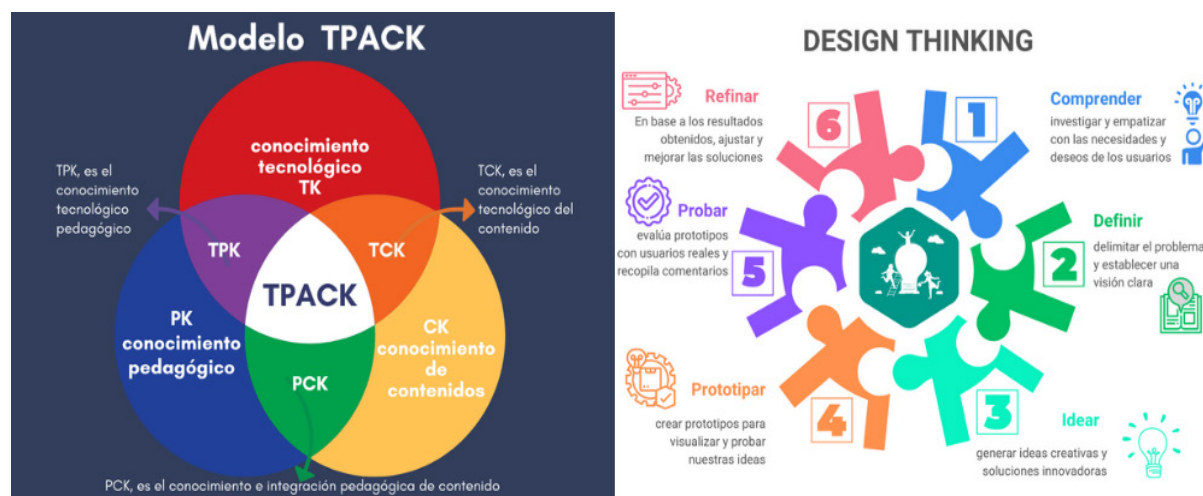 Modelo TPACK
conocimiento
tecnológico
TK
TPK, es el
conocimiento
tecnológico
pedagógico
TCK, es el
conocimiento
tecnológico del
contenido
TPK
TCK
TPACK
PK
conocimiento
pedagógico
CK
conocimiento
de
contenidos
PCK
PCK, es el conocimiento e integración pedagógica de contenido
DESIGN THINKING
1
Comprender
investigar y empatizar
con las necesidades y
deseos de los usuarios
2
Definir
delimitar el problema
y establecer una
visión clara
3
Idear
generar ideas creativas y
soluciones innovadoras
4
Prototipar
crear prototipos para
visualizar y probar
nuestras ideas
5
Probar
evalúa prototipos
con usuarios reales y
recopila comentarios
6
Refinar
En base a los resultados
obtenidos, ajustar y
mejorar las soluciones